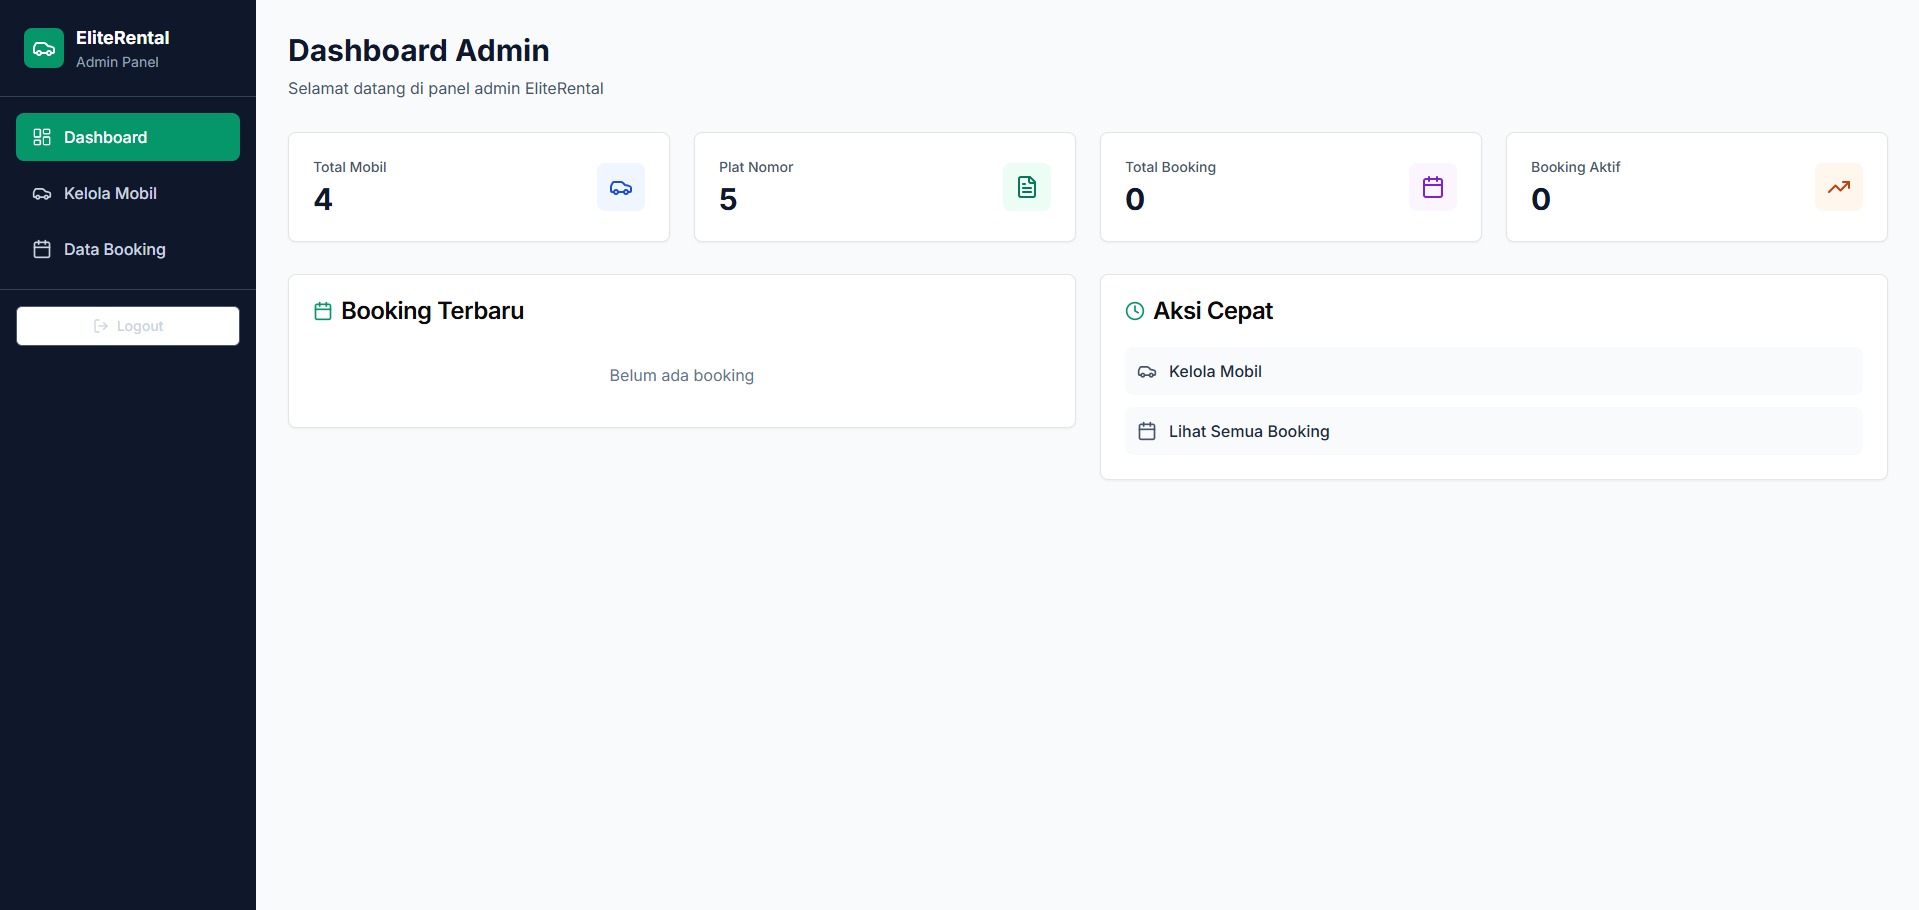 EliteRental
Admin Panel
Dashboard
Kelola Mobil
Data Booking
Logout
Dashboard Admin
Selamat datang di panel admin EliteRental
Total Mobil
4
Plat Nomor
5
Total Booking
0
Booking Aktif
0
Booking Terbaru
Belum ada booking
Aksi Cepat
Kelola Mobil
Lihat Semua Booking